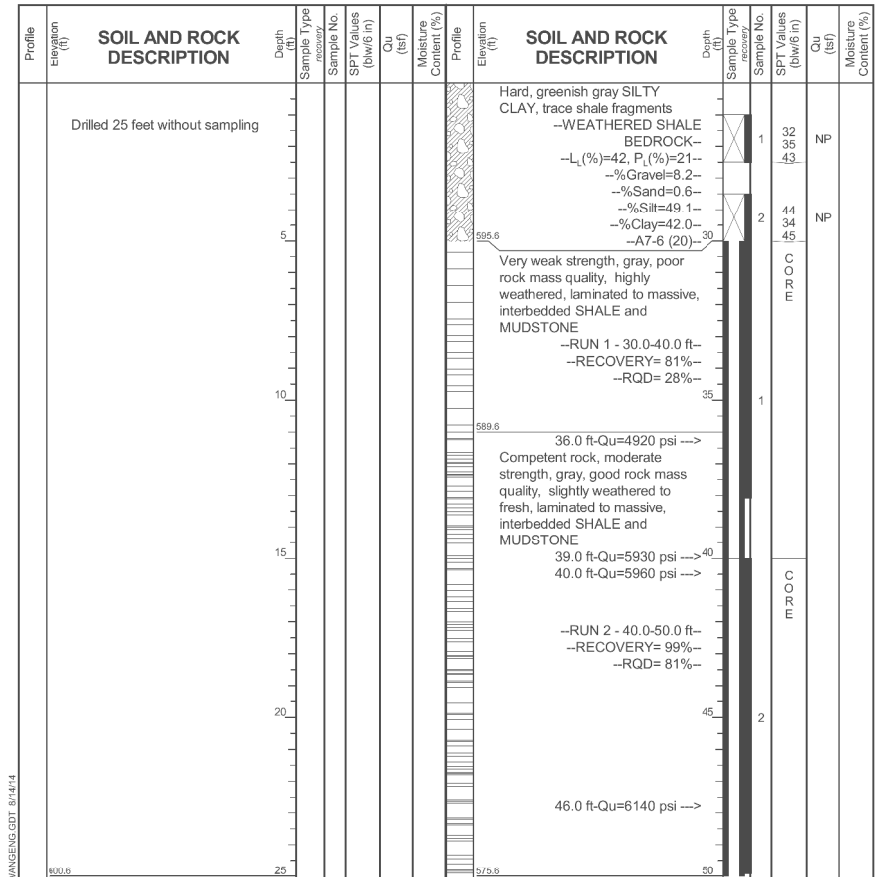 Profile
Elevation
(ft)
SOIL AND ROCK
DESCRIPTION
Depth
(ft)
Sample Type
recovery
Sample No.
SPT Values
(blw/6 in)
Qu
(tsf)
Moisture
Content (%)
Profile
Elevation
(ft)
SOIL AND ROCK
DESCRIPTION
Depth
(ft)
Sample Type
recovery
Sample No.
SPT Values
(blw/6 in)
Qu
(tsf)
Moisture
Content (%)
Drilled 25 feet without sampling
5
10
15
20
600.6
25
Hard, greenish gray SILTY
CLAY, trace shale fragments
--WEATHERED SHALE
BEDROCK--
--LL(%)=42, PL(%)=21--
--%Gravel=8.2--
--%Sand=0.6--
--%Silt=49.1--
--%Clay=42.0--
--A7-6 (20)--
1
32
35
43
NP
2
44
34
45
NP
595.6
30
Very weak strength, gray, poor
rock mass quality, highly
weathered, laminated to massive,
interbedded SHALE and
MUDSTONE
--RUN 1 - 30.0-40.0 ft--
--RECOVERY= 81%--
--RQD= 28%--
35
1
C
O
R
E
589.6
36.0 ft-Qu=4920 psi --->
Competent rock, moderate
strength, gray, good rock mass
quality, slightly weathered to
fresh, laminated to massive,
interbedded SHALE and
MUDSTONE
39.0 ft-Qu=5930 psi --->
40
40.0 ft-Qu=5960 psi --->
C
O
R
E
--RUN 2 - 40.0-50.0 ft--
--RECOVERY= 99%--
--RQD= 81%--
45
2
46.0 ft-Qu=6140 psi --->
575.6
50
WANGENG.GDT 8/14/14